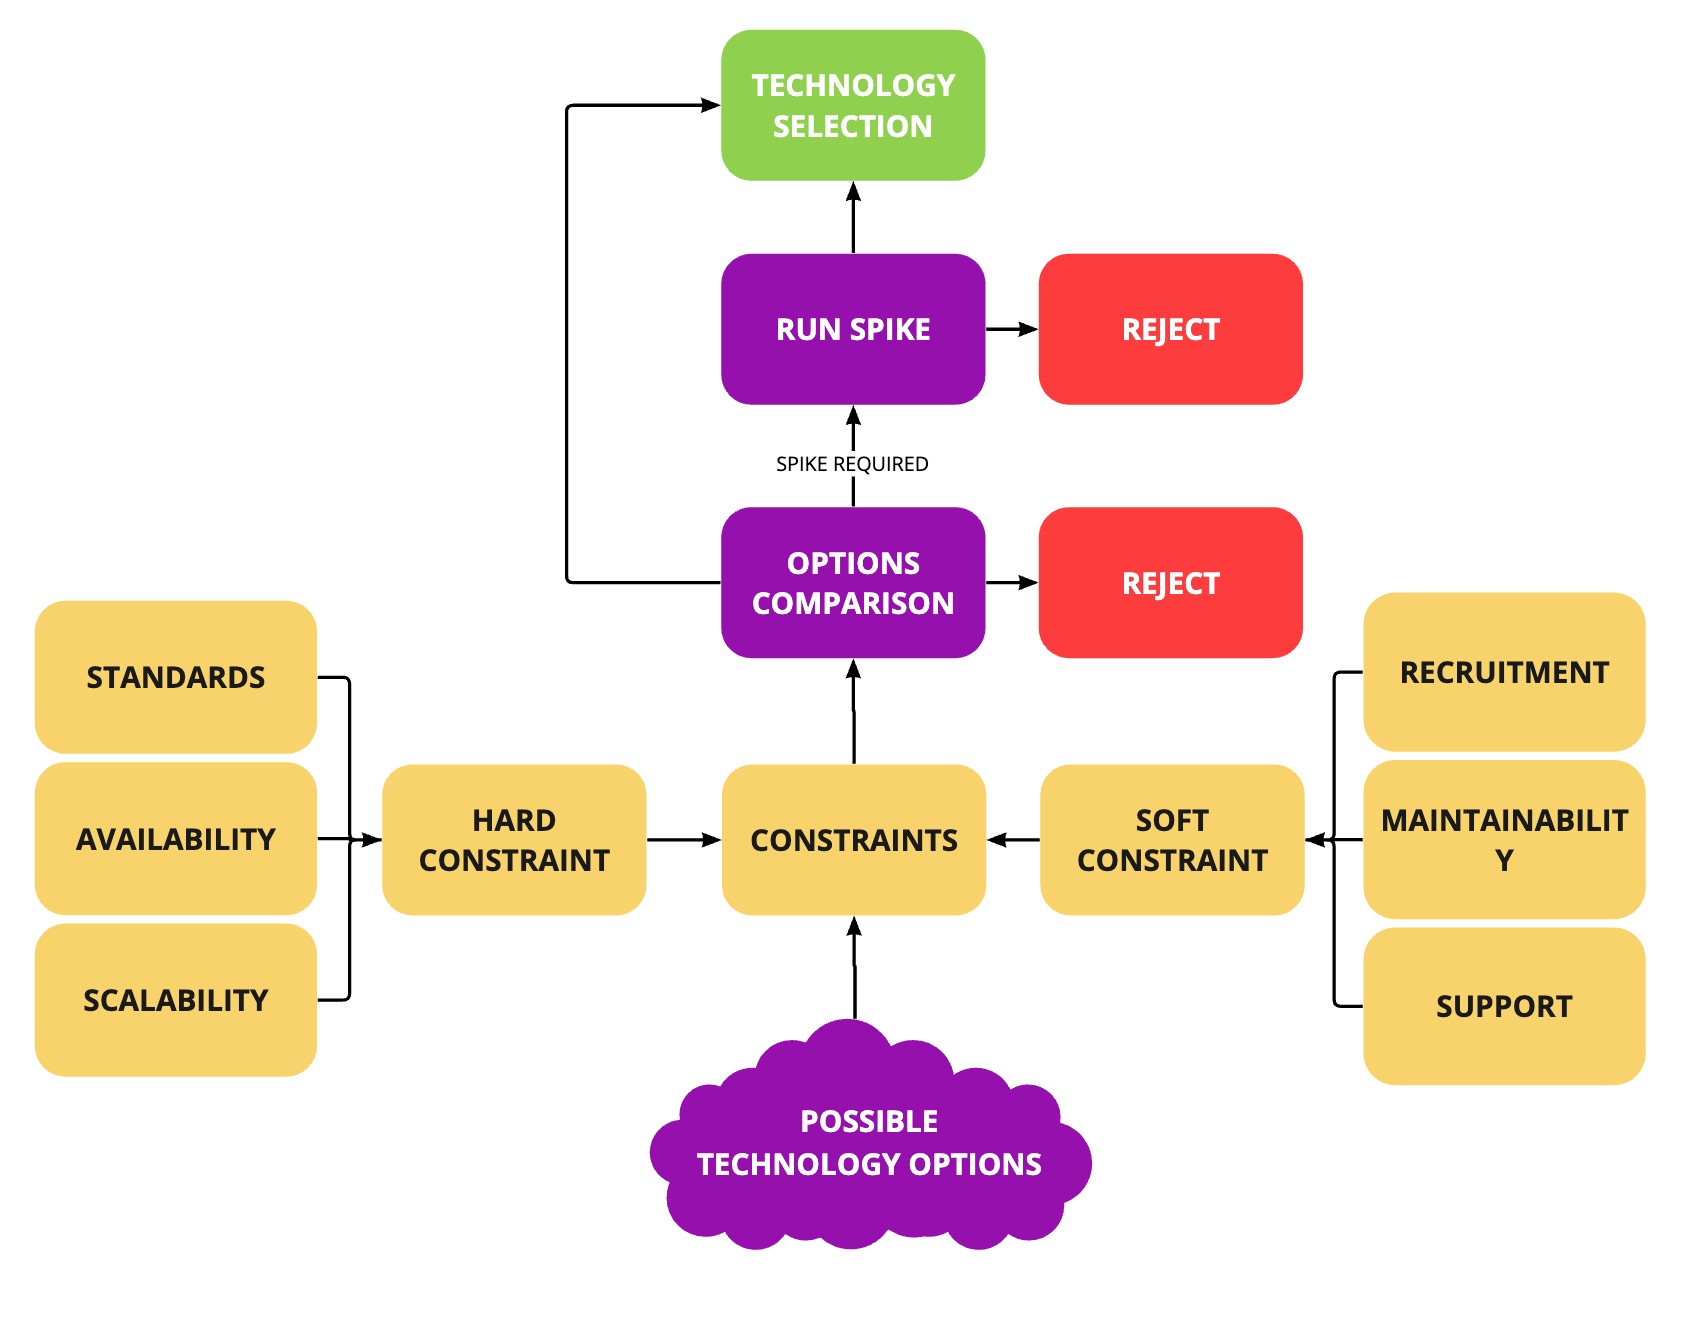 TECHNOLOGY
SELECTION
RUN SPIKE
REJECT
SPIKE REQUIRED
OPTIONS
COMPARISON
REJECT
STANDARDS
AVAILABILITY
SCALABILITY
HARD
CONSTRAINT
CONSTRAINTS
SOFT
CONSTRAINT
RECRUITMENT
MAINTAINABILIT
Y
SUPPORT
POSSIBLE
TECHNOLOGY OPTIONS